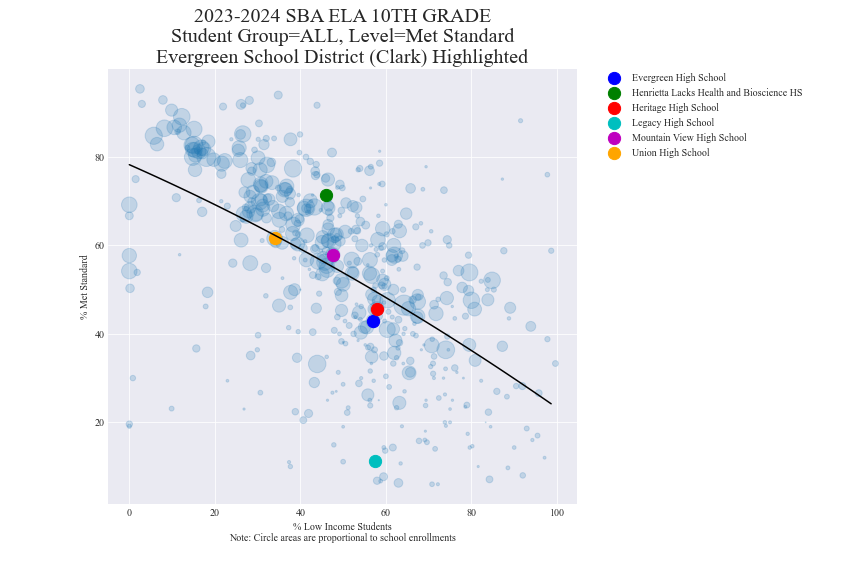 2023-2024 SBA ELA 10TH GRADE
Student Group=ALL, Level=Met Standard
Evergreen School District (Clark) Highlighted
Evergreen High School
Henrietta Lacks Health and Bioscience HS
Heritage High School
Legacy High School
Mountain View High School
Union High School
% Met Standard
80
60
40
20
0 20 40 60 80 100
% Low Income Students
Note: Circle areas are proportional to school enrollments